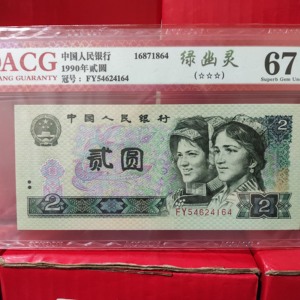 ACG
ANG GUARANTY
中国人民银行
1990年贰圆
冠号：FY54624164
16871864
绿幽灵
(☆☆☆)
67
Superb Gem Unc
中国人民银行
2
贰圆
FY54624164
2
2